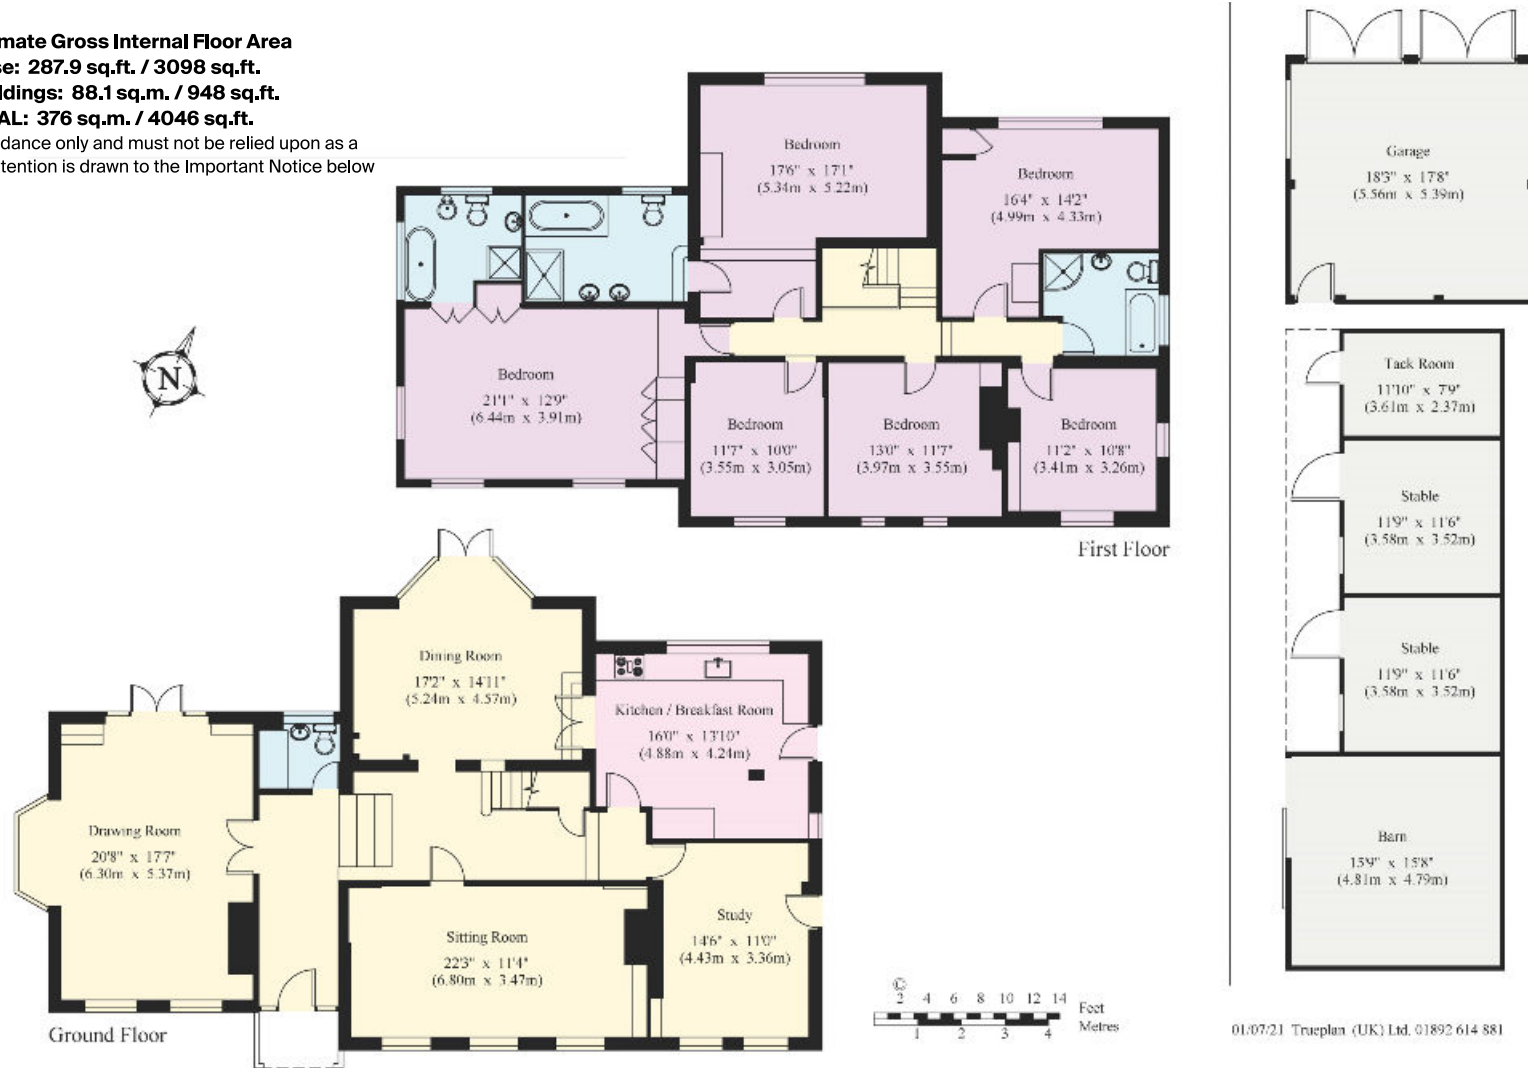 mate Gross Internal Floor Area
se: 287.9 sq.ft. / 3098 sq.ft.
ldings: 88.1 sq.m. / 948 sq.ft.
AL: 376 sq.m. / 4046 sq.ft.
dance only and must not be relied upon as a
tention is drawn to the Important Notice below
N
Bedroom
17'6" x 17'1"
(5.34m x 5.22m)
Bedroom
16'4" x 14'2"
(4.99m x 4.33m)
Bedroom
21'1" x 12'9"
(6.44m x 3.91m)
Bedroom
11'7" x 10'0"
(3.55m x 3.05m)
Bedroom
13'0" x 11'7"
(3.97m x 3.55m)
Bedroom
11'2" x 10'8"
(3.41m x 3.26m)
First Floor
Dining Room
17'2" x 14'11"
(5.24m x 4.57m)
Kitchen / Breakfast Room
16'0" x 13'10"
(4.88m x 4.24m)
Drawing Room
20'8" x 17'7"
(6.30m x 5.37m)
Sitting Room
22'3" x 11'4"
(6.80m x 3.47m)
Study
14'6" x 11'0"
(4.43m x 3.36m)
Ground Floor
©
2 4 6 8 10 12 14 Feet
1 2 3 4 Metres
Garage
18'3" x 17'8"
(5.56m x 5.39m)
Tack Room
11'10" x 7'9"
(3.61m x 2.37m)
Stable
11'9" x 11'6"
(3.58m x 3.52m)
Stable
11'9" x 11'6"
(3.58m x 3.52m)
Barn
15'9" x 15'8"
(4.81m x 4.79m)
01/07/21 Trueplan (UK) Ltd. 01892 614 881